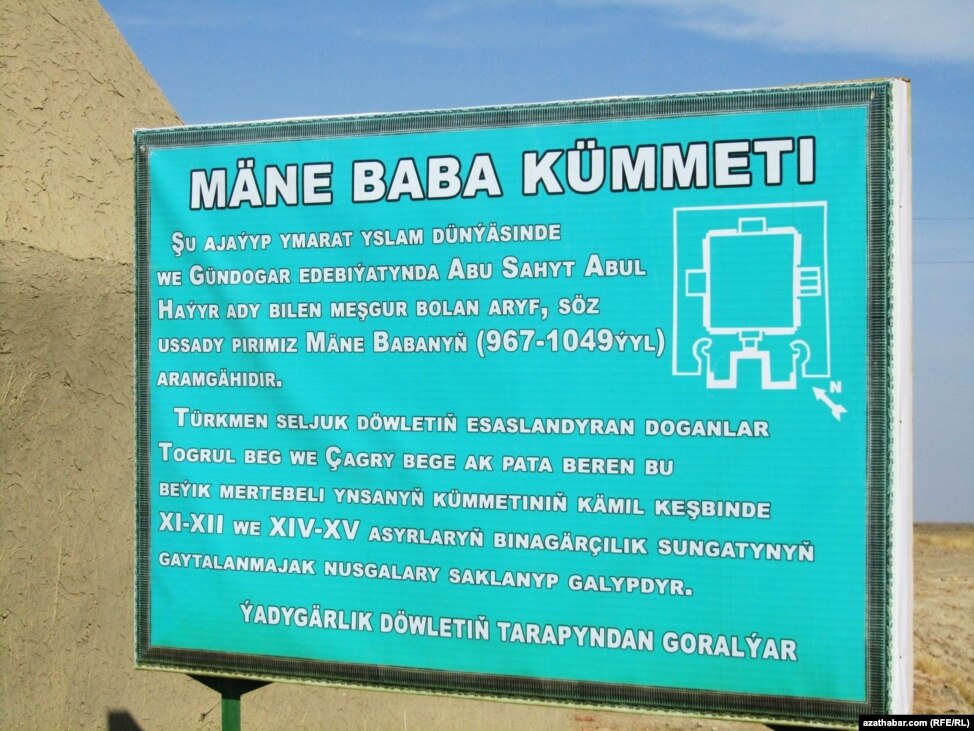 MÄNE BABA KÜMMETI
ŞU AJAÝYP YMARAT YSLAM DÜNÝÄSINDE
WE GÜNDOGAR EDEBIÝATYNDA ABU SAHYT ABUL
HAÝYR ADY BILEN MEŞGUR BOLAN ARYF, SÖZ
USSADY PIRIMIZ MÄNE BABANYŇ (967-1049ÝYL)
ARAMGÄHIDIR.
TÜRKMEN SELJUK DÖWLETIŇ ESASLANDYRAN DOGANLAR
TOGRUL BEG WE ÇAGRY BEGE AK PATA BEREN BU
BEÝIK MERTEBELI YNSANYŇ KÜMMETINIŇ KÄMIL KEŞBINDE
XI-XII WE XIV-XV ASYRLARYŇ BINAGÄRÇILIK SUNGATYNYŇ
GAYTALANMAJAK NUSGALARY SAKLANYP GALYPDYR.
ÝADYGÄRLIK DÖWLETIŇ TARAPYNDAN GORALÝAR
N
azathabar.com (RFE/RL)